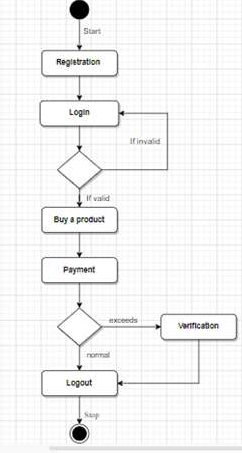 Start
Registration
Login
If invalid
If valid
Buy a product
Payment
exceeds
Verification
normal
Logout
Stop